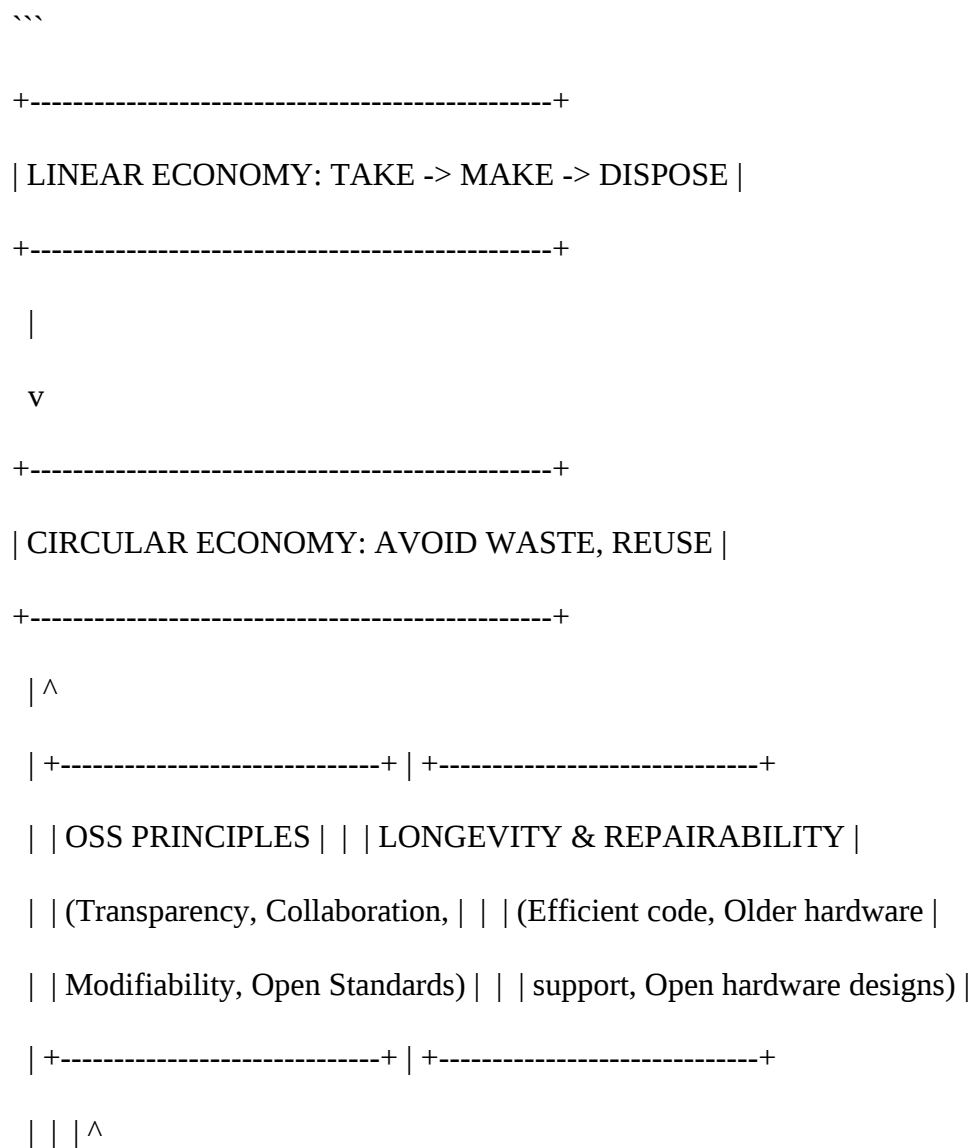 ```
+-------------------------------------------------+
| LINEAR ECONOMY: TAKE -> MAKE -> DISPOSE |
+-------------------------------------------------+
|
v
+-------------------------------------------------+
| CIRCULAR ECONOMY: AVOID WASTE, REUSE |
+-------------------------------------------------+
| ^
| +------------------------------+ | +------------------------------+
| | OSS PRINCIPLES | | | LONGEVITY & REPAIRABILITY |
| | (Transparency, Collaboration, | | | (Efficient code, Older hardware |
| | Modifiability, Open Standards) | | | support, Open hardware designs) |
| +------------------------------+ | +------------------------------+
| | | ^